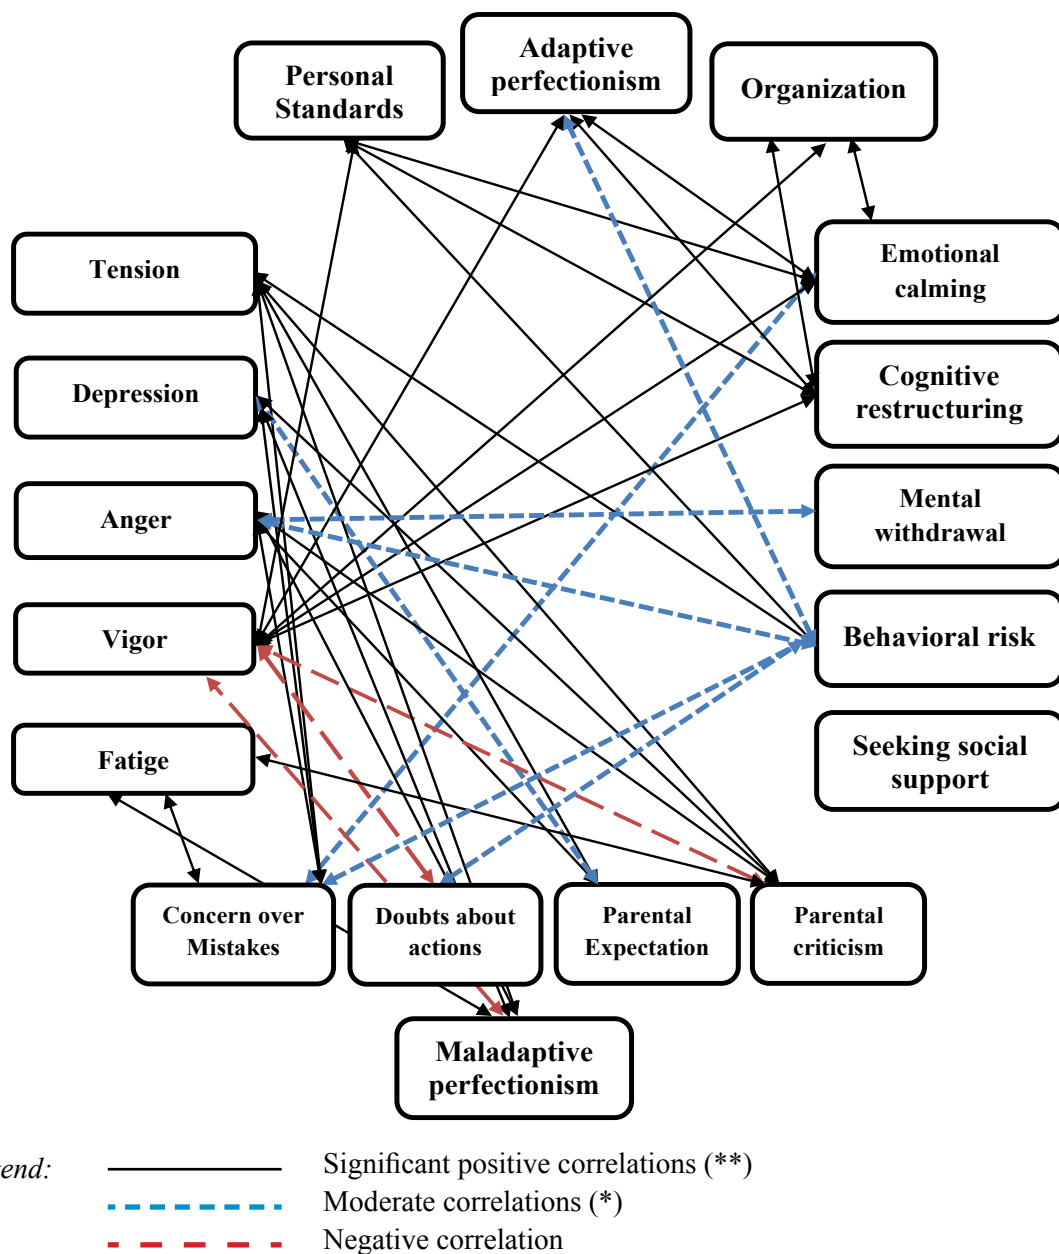 Adaptive
perfectionism
Personal
Standards
Organization
Tension
Emotional
calming
Depression
Cognitive
restructuring
Anger
Mental
withdrawal
Vigor
Behavioral risk
Fatige
Seeking social
support
Concern over
Mistakes
Doubts about
actions
Parental
Expectation
Parental
criticism
Maladaptive
perfectionism
end:
Significant positive correlations (**)
Moderate correlations (*)
Negative correlation